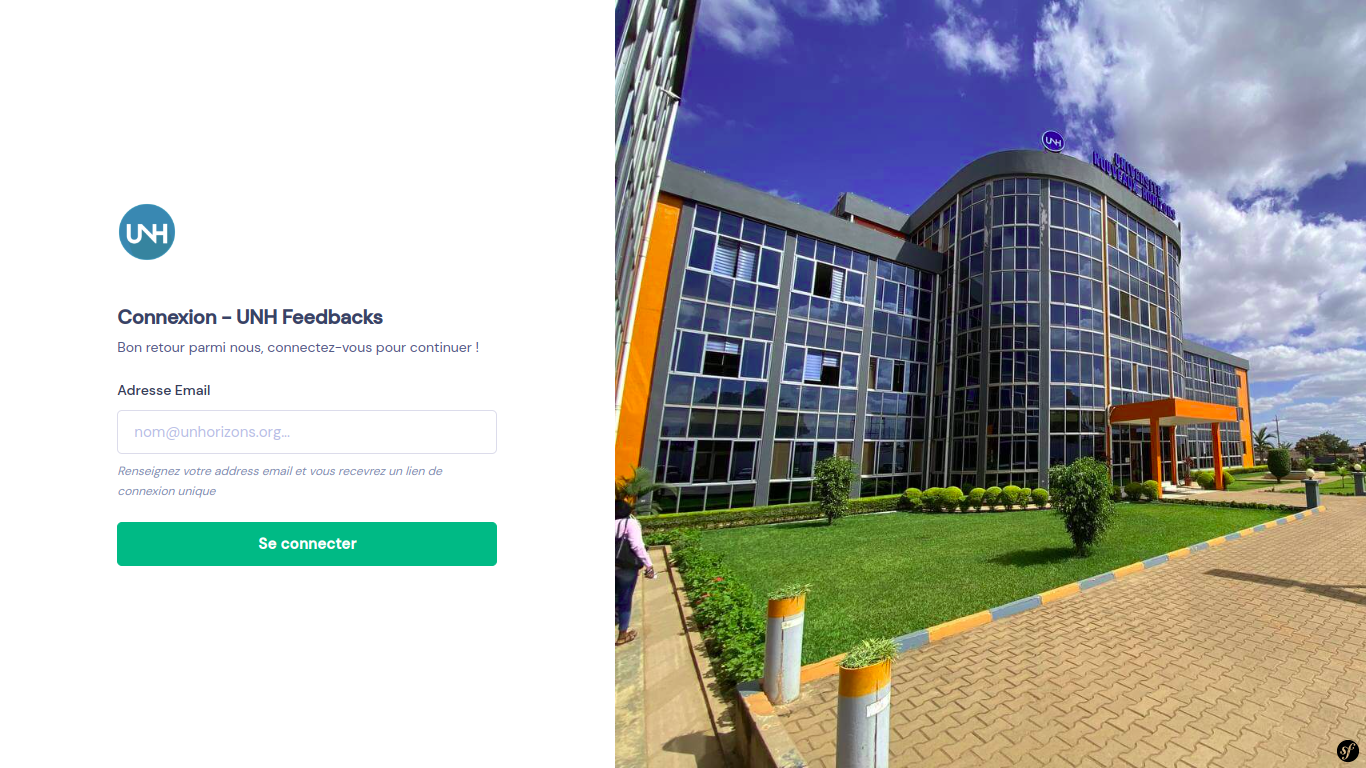 UNH
Connexion - UNH Feedbacks
Bon retour parmi nous, connectez-vous pour continuer !
Adresse Email
nom@unhorizons.org...
Renseignez votre address email et vous recevrez un lien de
connexion unique
Se connecter
UNH
UNIVERSITE
NOUVEAUX HORIZONS
sf